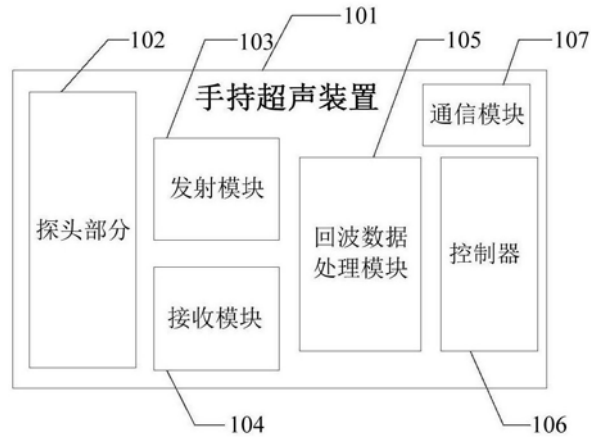 101
102
103
105
107
手持超声装置
通信模块
发射模块
探头部分
回波数据
处理模块
控制器
接收模块
104
106